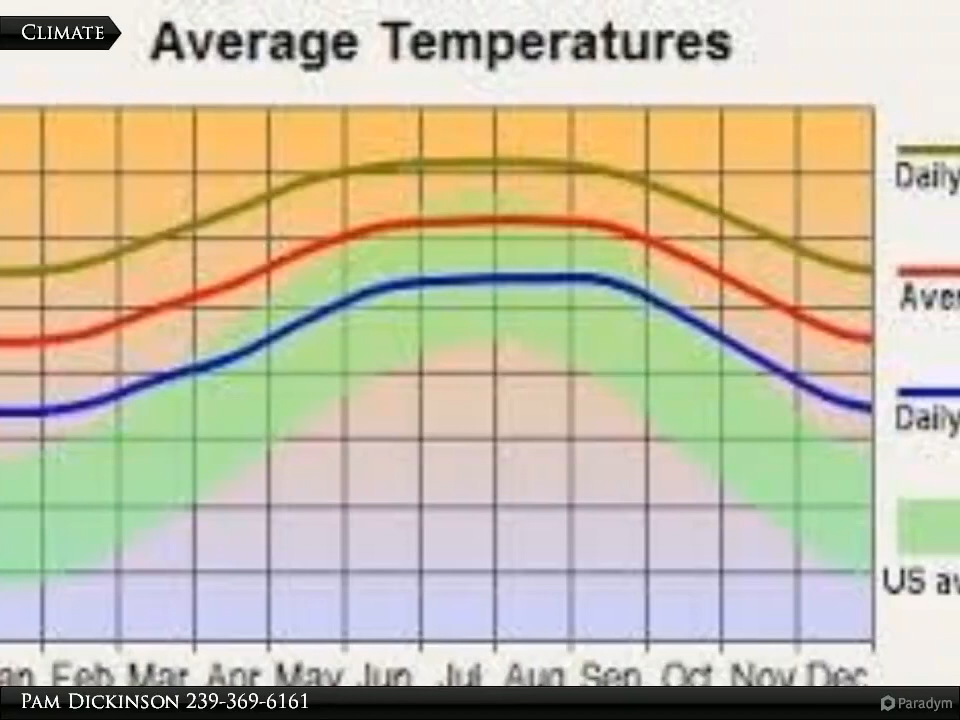 Climate
Average Temperatures
Daily
Aver
Daily
US av
an Feb Mar Apr May Jun Jul Aug Sep Oct Nov Dec
Pam Dickinson 239-369-6161
Paradym